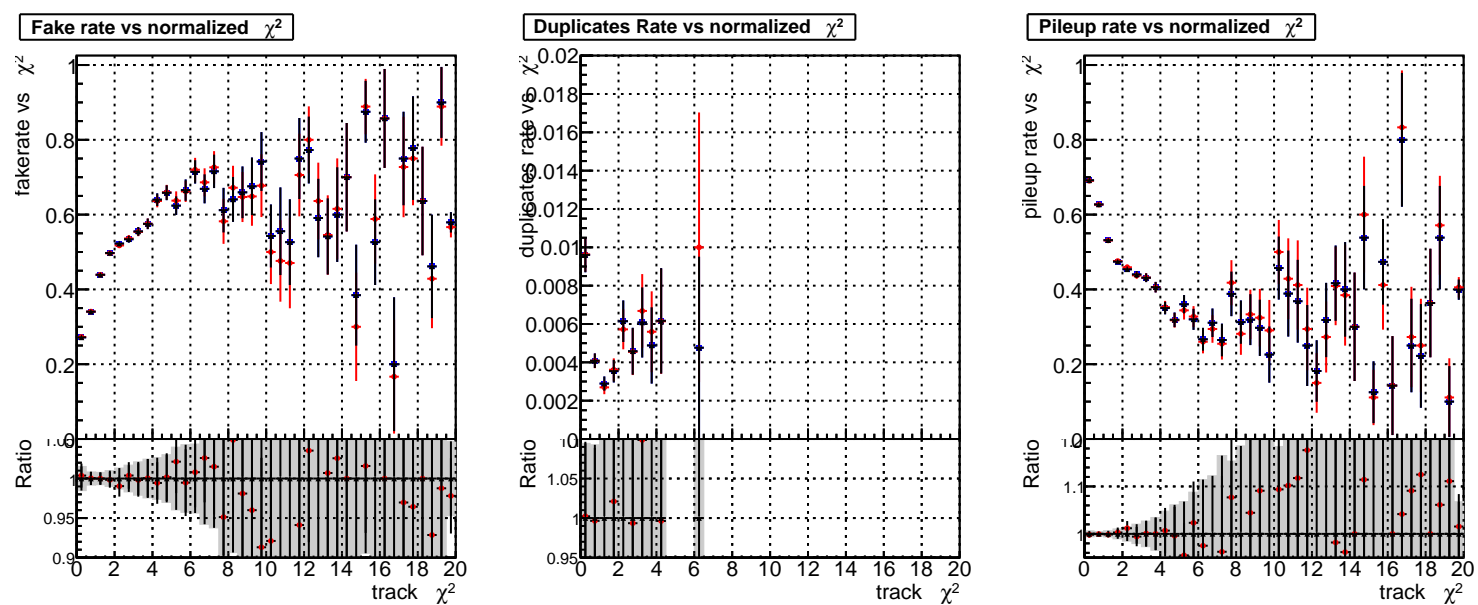 Fake rate vs normalized χ²
fakerate vs χ²
1
0.8
0.6
0.4
0.2
Ratio
1
0.95
0.9
0 2 4 6 8 10 12 14 16 18 20
track χ²
Duplicates Rate vs normalized χ²
duplicates rate vs χ²
0.02
0.018
0.016
0.014
0.012
0.01
0.008
0.006
0.004
0.002
0
Ratio
1.05
1
0.95
0 2 4 6 8 10 12 14 16 18 20
track χ²
Pileup rate vs normalized χ²
pileup rate vs χ²
1
0.8
0.6
0.4
0.2
Ratio
1.1
1
0 2 4 6 8 10 12 14 16 18 20
track χ²